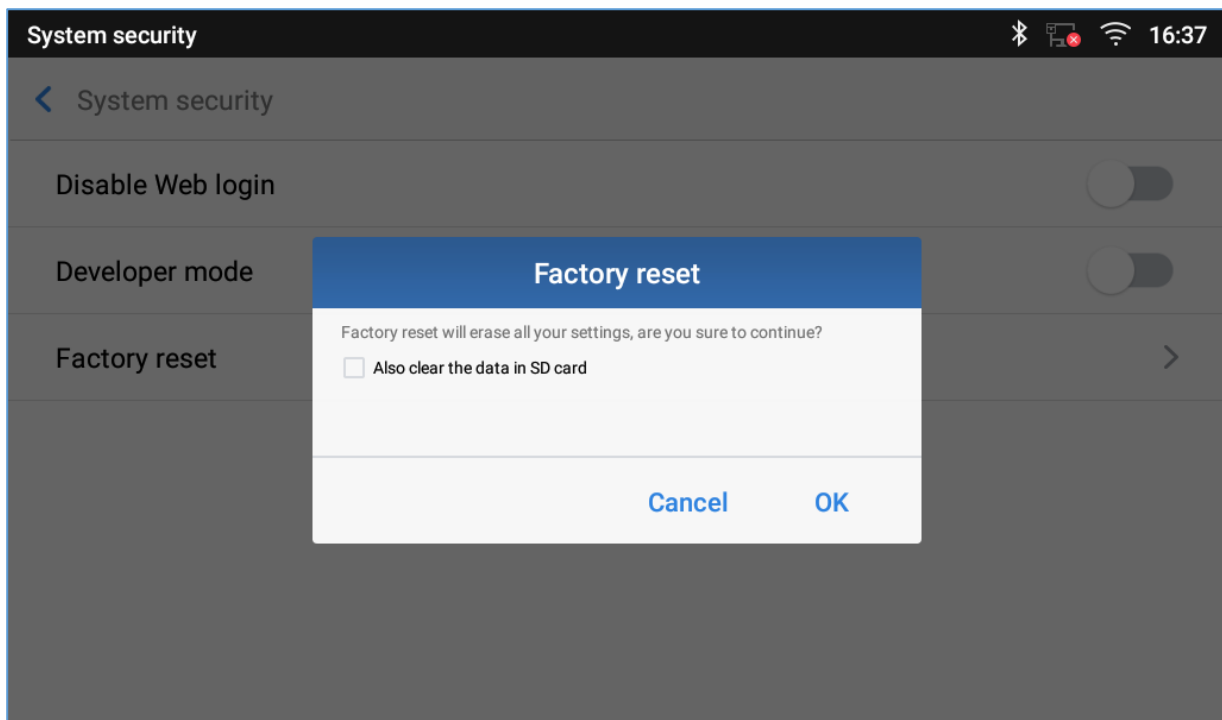 System security
16:37
System security
Disable Web login
Developer mode
Factory reset
Factory reset
Factory reset will erase all your settings, are you sure to continue?
Also clear the data in SD card
Cancel
OK